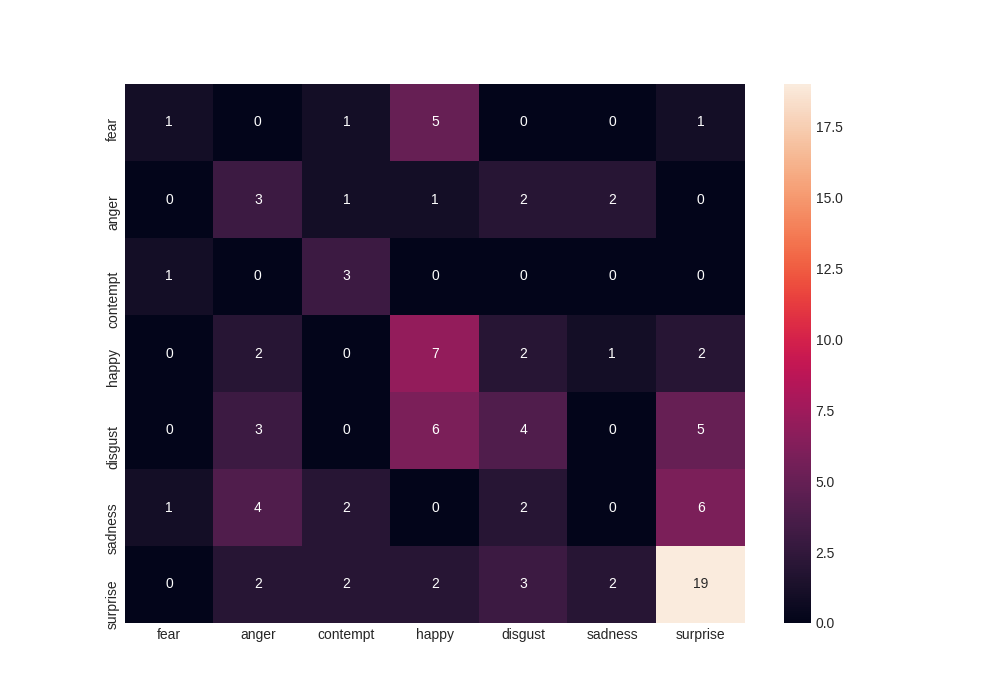 fear 1 0 1 5 0 0 1
anger 0 3 1 1 2 2 0
contempt 1 0 3 0 0 0 0
happy 0 2 0 7 2 1 2
disgust 0 3 0 6 4 0 5
sadness 1 4 2 0 2 0 6
surprise 0 2 2 2 3 2 19
fear anger contempt happy disgust sadness surprise
17.5
15.0
12.5
10.0
7.5
5.0
2.5
0.0